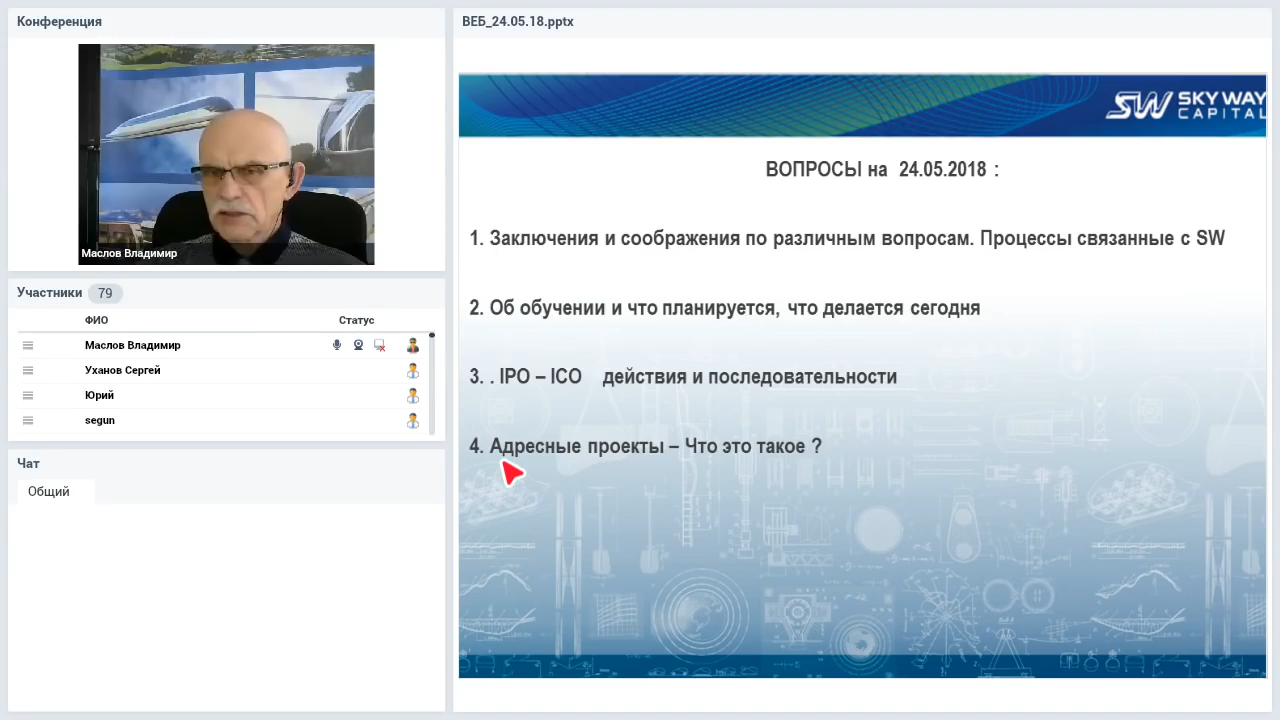 Конференция
Маслов Владимир
Участники 79
ФИО Статус
Маслов Владимир
Уханов Сергей
Юрий
segun
Чат
Общий
ВЕБ_24.05.18.pptx
SW SKY WAY
CAPITAL
ВОПРОСЫ на 24.05.2018 :
1. Заключения и соображения по различным вопросам. Процессы связанные с SW
2. Об обучении и что планируется, что делается сегодня
3. . IPO – ICO действия и последовательности
4. Адресные проекты – Что это такое ?